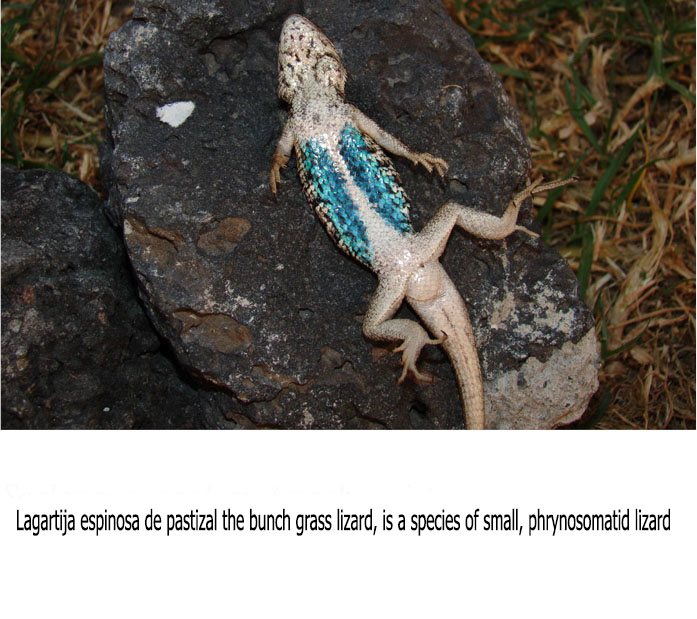 Lagartija espinosa de pastizal the bunch grass lizard, is a species of small, phrynosomatid lizard